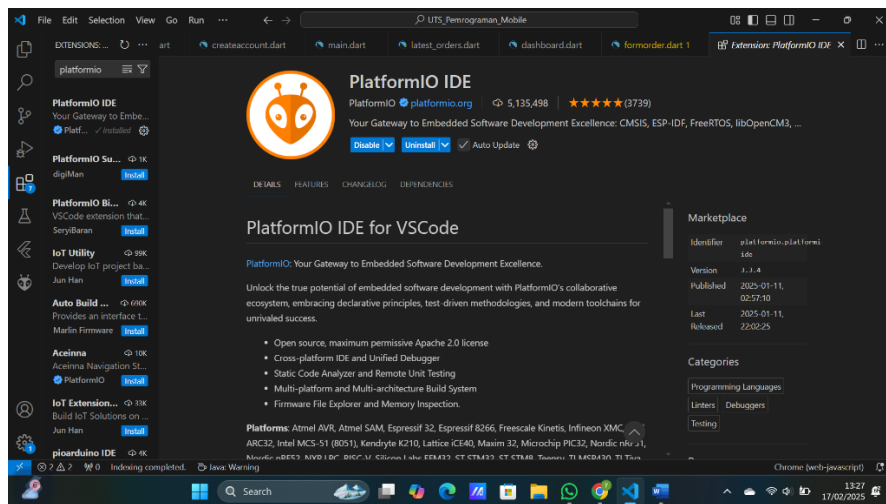 File Edit Selection View Go Run ··· UTS_Pemrograman_Mobile
EXTENSIONS: ... art createaccount.dart main.dart latest_orders.dart dashboard.dart formorder.dart 1 Extension: PlatformIO IDE
platformio
PlatformIO IDE
Your Gateway to Embe...
Platf... Installed
PlatformIO Su... 1K
digiMan Install
PlatformIO Bi... 4K
VSCode extension that...
SeryiBaran Install
IoT Utility 99K
Develop IoT project ba...
Jun Han Install
Auto Build ... 690K
Provides an interface t...
Marlin Firmware Install
Aceinna 10K
Aceinna Navigation St...
PlatformIO Install
IoT Extension... 33K
Build IoT Solutions on ...
Jun Han Install
pioarduino IDE 4K
PlatformIO IDE
PlatformIO platformio.org 5,135,498 (3739)
Your Gateway to Embedded Software Development Excellence: CMSIS, ESP-IDF, FreeRTOS, libOpenCM3, ...
Disable Uninstall Auto Update
DETAILS FEATURES CHANGELOG DEPENDENCIES
PlatformIO IDE for VSCode
PlatformIO: Your Gateway to Embedded Software Development Excellence.
Unlock the true potential of embedded software development with PlatformIO's collaborative
ecosystem, embracing declarative principles, test-driven methodologies, and modern toolchains for
unrivaled success.
• Open source, maximum permissive Apache 2.0 license
• Cross-platform IDE and Unified Debugger
• Static Code Analyzer and Remote Unit Testing
• Multi-platform and Multi-architecture Build System
• Firmware File Explorer and Memory Inspection.
Platforms: Atmel AVR, Atmel SAM, Espressif 32, Espressif 8266, Freescale Kinetis, Infineon XMC,
ARC32, Intel MCS-51 (8051), Kendryte K210, Lattice iCE40, Maxim 32, Microchip PIC32, Nordic
Marketplace
Identifier platformio.platformi
ide
Version 3.3.4
Published 2025-01-11,
02:57:10
Last 2025-01-11,
Released 22:02:25
Categories
Programming Languages
Linters Debuggers
Testing
7
1
2 2 0 Indexing completed. Java: Warning Chrome (web-javascript)
Search
13:27
17/02/2025